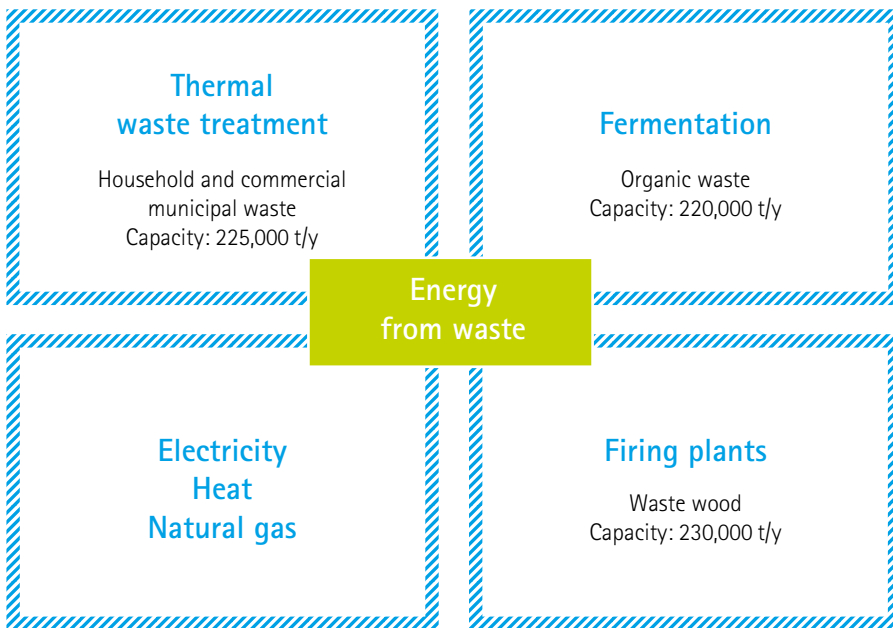 Thermal
waste treatment
Household and commercial
municipal waste
Capacity: 225,000 t/y
Fermentation
Organic waste
Capacity: 220,000 t/y
Energy
from waste
Electricity
Heat
Natural gas
Firing plants
Waste wood
Capacity: 230,000 t/y